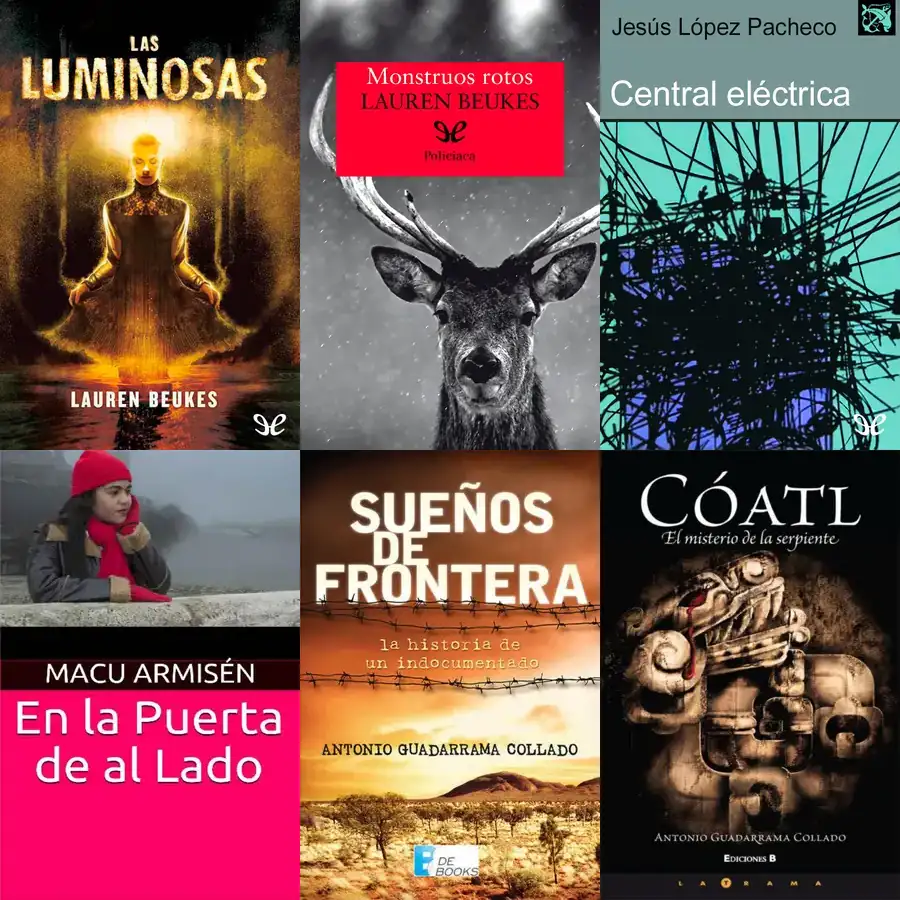 LAS
LUMINOSAS
LAUREN BEUKES
Monstruos rotos
LAUREN BEUKES
Policiaca
Jesús López Pacheco
Central eléctrica
MACU ARMISÉN
En la Puerta
de al Lado
SUEÑOS
DE
FRONTERA
la historia de
un indocumentado
ANTONIO GUADARRAMA COLLADO
B DE
BOOKS
CÓATL
El misterio de la serpiente
ANTONIO GUADARRAMA COLLADO
EDICIONES B
LA TRAMA